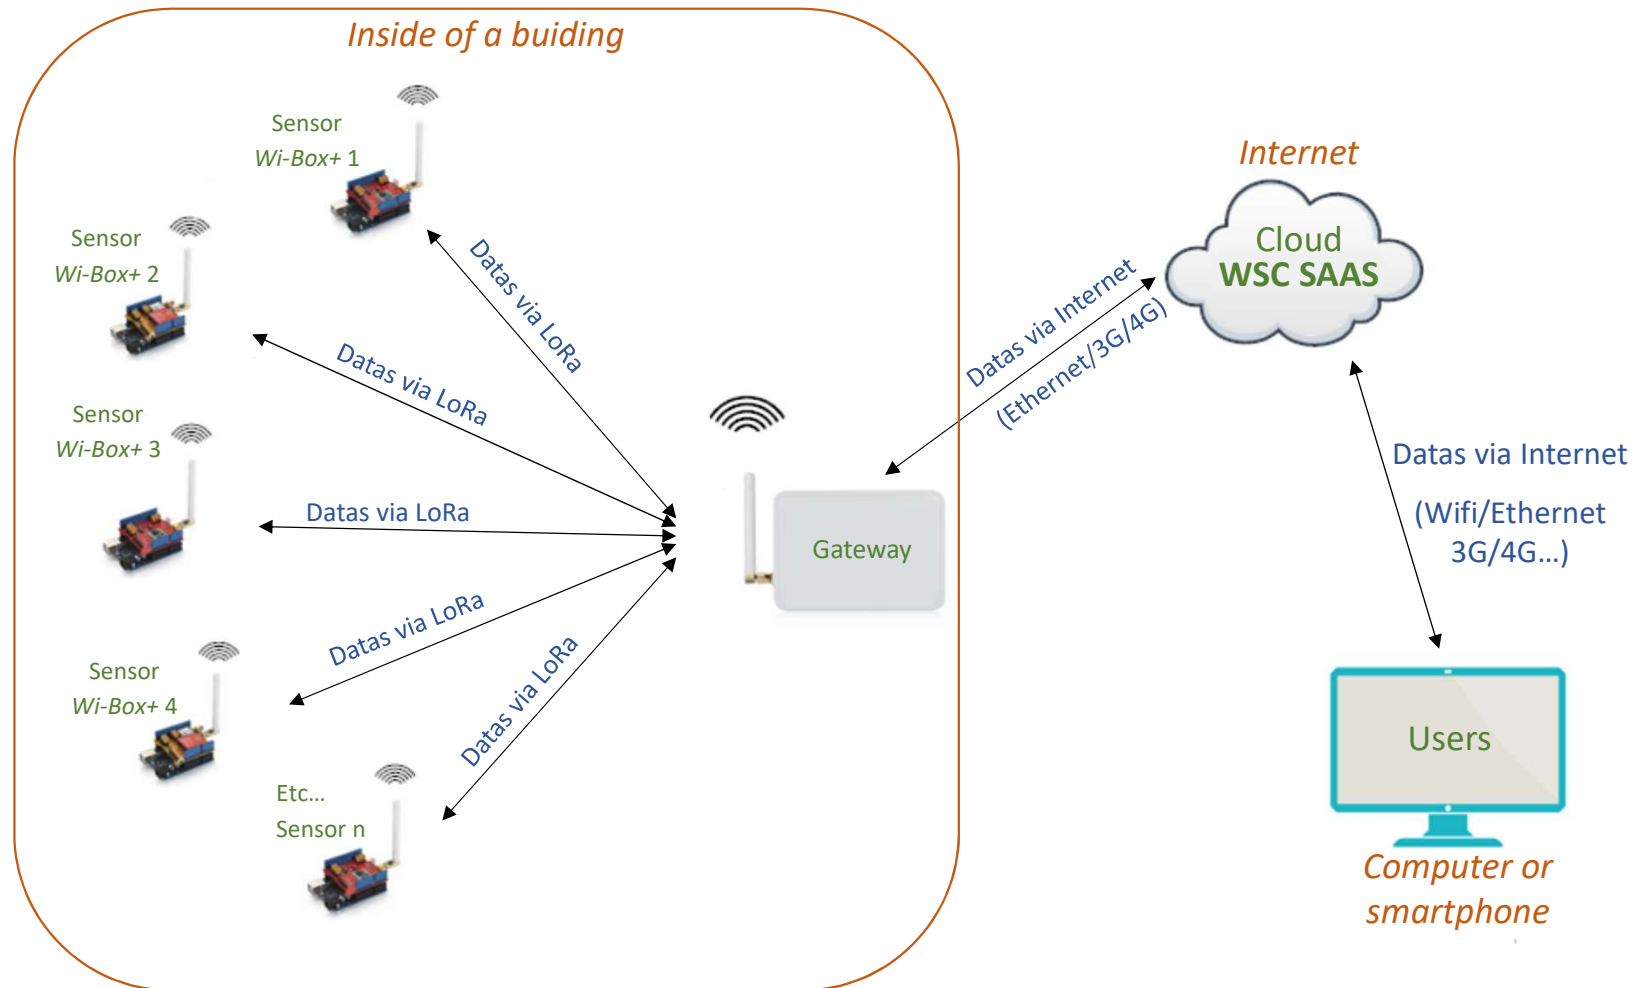 Inside of a buiding
Sensor
Wi-Box+ 1
Sensor
Wi-Box+ 2
Sensor
Wi-Box+ 3
Sensor
Wi-Box+ 4
Etc...
Sensor n
Datas via LoRa
Datas via LoRa
Datas via LoRa
Datas via LoRa
Datas via LoRa
Gateway
Datas via Internet
(Ethernet/3G/4G)
Internet
Cloud
WSC SAAS
Datas via Internet
(Wifi/Ethernet
3G/4G...)
Users
Computer or
smartphone